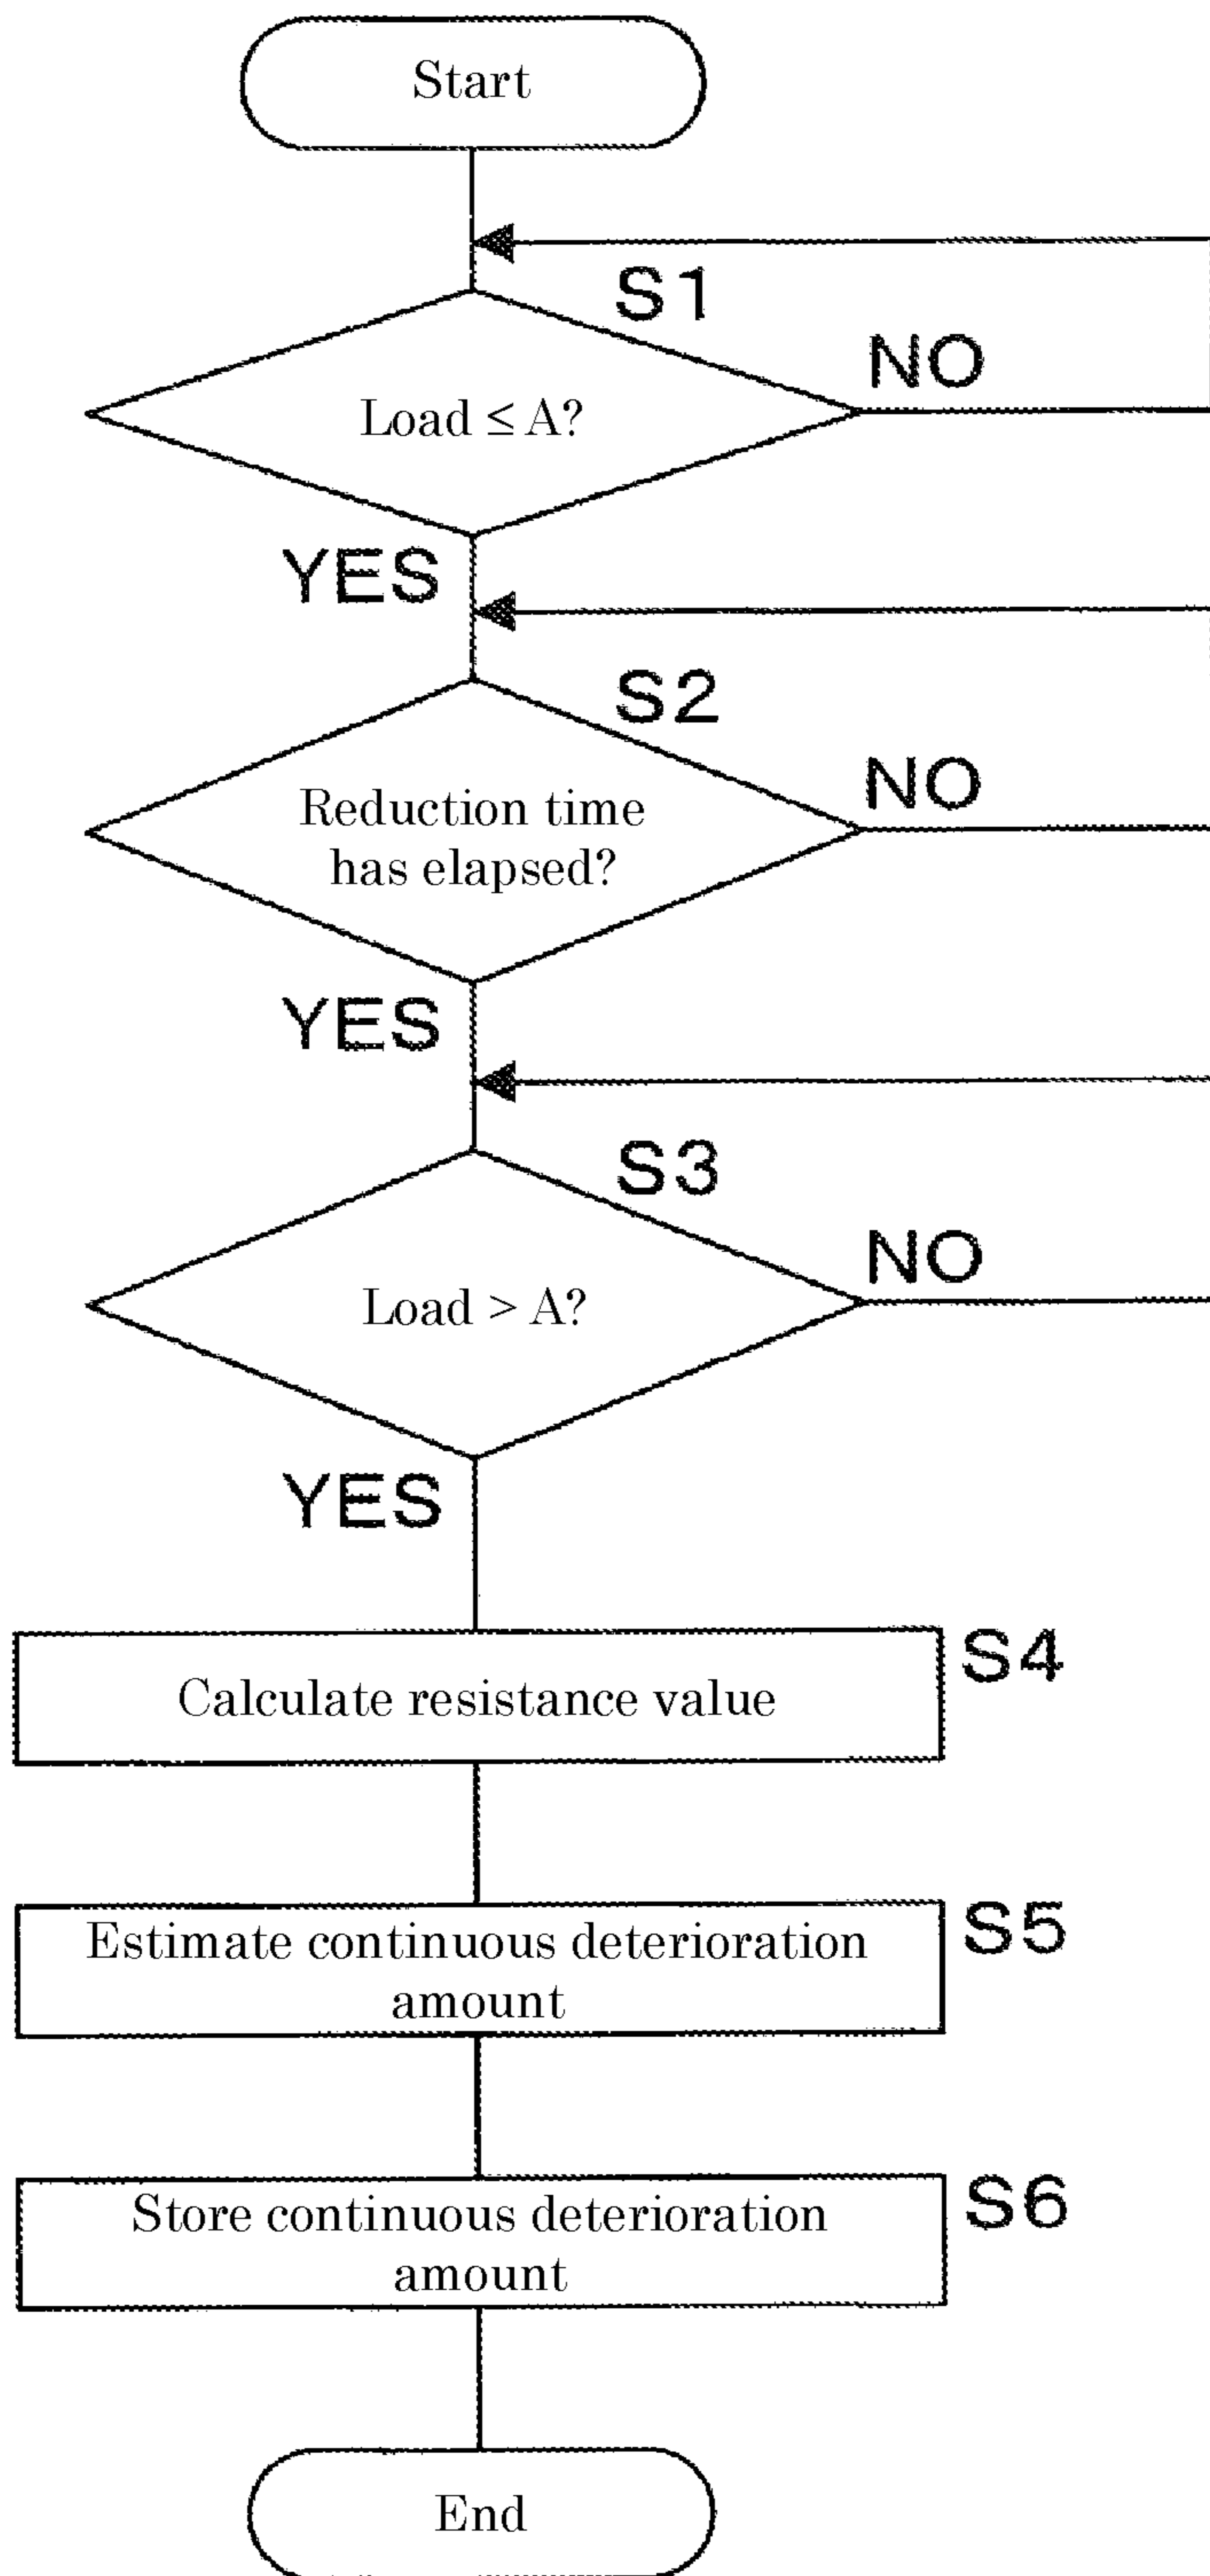 Start
S1
NO
Load ≤ A?
YES
S2
NO
Reduction time
has elapsed?
YES
S3
NO
Load > A?
YES
S4
Calculate resistance value
S5
Estimate continuous deterioration
amount
S6
Store continuous deterioration
amount
End